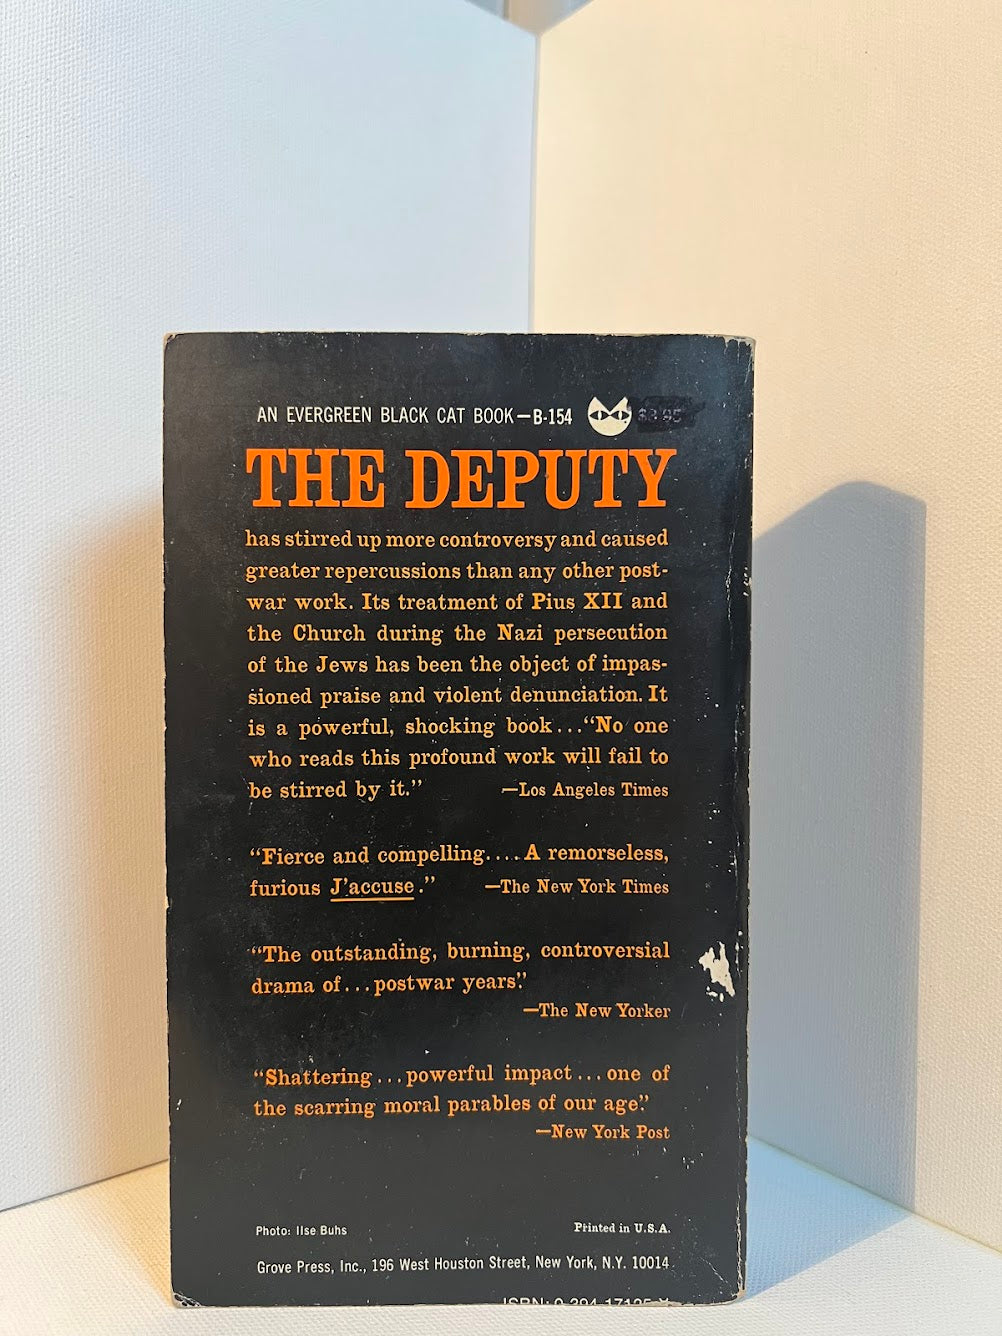 AN EVERGREEN BLACK CAT BOOK—B-154 $3.95
THE DEPUTY
has stirred up more controversy and caused
greater repercussions than any other post-
war work. Its treatment of Pius XII and
the Church during the Nazi persecution
of the Jews has been the object of impas-
sioned praise and violent denunciation. It
is a powerful, shocking book...“No one
who reads this profound work will fail to
be stirred by it.” —Los Angeles Times
“Fierce and compelling....A remorseless,
furious J’accuse.” —The New York Times
“The outstanding, burning, controversial
drama of...postwar years.”
—The New Yorker
“Shattering...powerful impact...one of
the scarring moral parables of our age.”
—New York Post
Photo: Ilse Buhs Printed in U.S.A.
Grove Press, Inc., 196 West Houston Street, New York, N.Y. 10014
ISBN: 0-394-17125-X